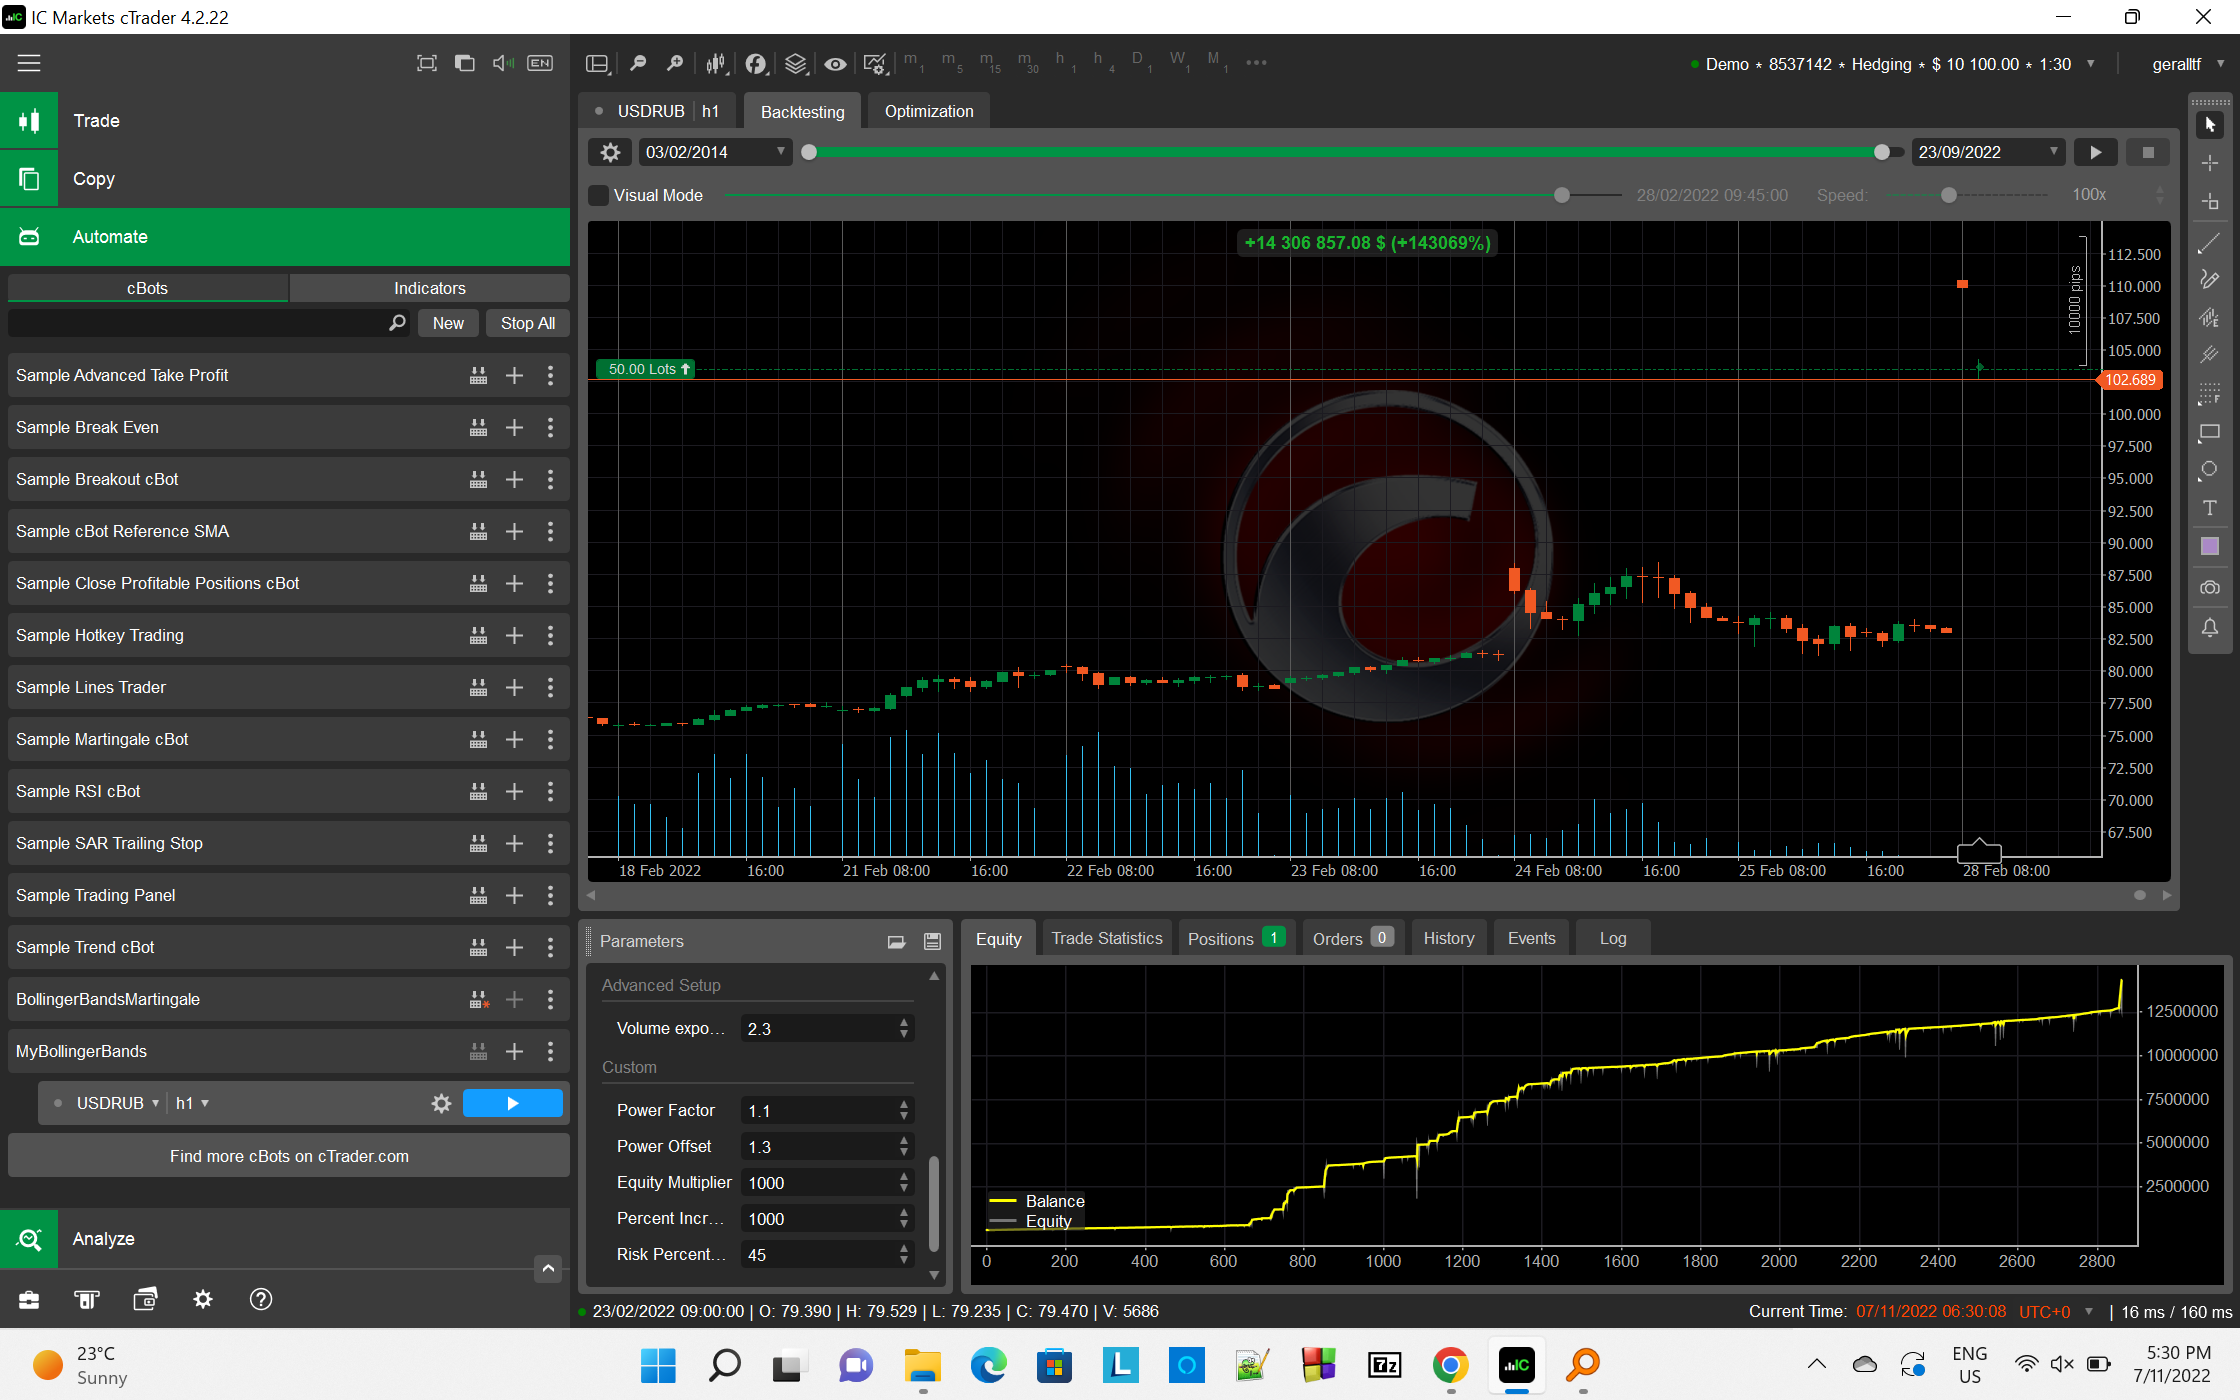 IC Markets cTrader 4.2.22
EN
m1 m5 m15 m30 h1 h4 D1 W1 M1
Demo ⋆ 8537142 ⋆ Hedging ⋆ $ 10 100.00 ⋆ 1:30
geralltf
Trade
Copy
Automate
cBots
Indicators
New
Stop All
Sample Advanced Take Profit
Sample Break Even
Sample Breakout cBot
Sample cBot Reference SMA
Sample Close Profitable Positions cBot
Sample Hotkey Trading
Sample Lines Trader
Sample Martingale cBot
Sample RSI cBot
Sample SAR Trailing Stop
Sample Trading Panel
Sample Trend cBot
BollingerBandsMartingale
MyBollingerBands
USDRUB h1
Find more cBots on cTrader.com
Analyze
USDRUB h1
Backtesting
Optimization
03/02/2014
23/09/2022
Visual Mode
28/02/2022 09:45:00
Speed:
100x
+14 306 857.08 $ (+143069%)
50.00 Lots
10000 pips
112.500
110.000
107.500
105.000
102.689
100.000
97.500
95.000
92.500
90.000
87.500
85.000
82.500
80.000
77.500
75.000
72.500
70.000
67.500
18 Feb 2022 16:00 21 Feb 08:00 16:00 22 Feb 08:00 16:00 23 Feb 08:00 16:00 24 Feb 08:00 16:00 25 Feb 08:00 16:00 28 Feb 08:00
E
F
T
Parameters
Advanced Setup
Volume expo... 2.3
Custom
Power Factor 1.1
Power Offset 1.3
Equity Multiplier 1000
Percent Incr... 1000
Risk Percent... 45
Equity
Trade Statistics
Positions 1
Orders 0
History
Events
Log
12500000
10000000
7500000
5000000
2500000
Balance
Equity
0 200 400 600 800 1000 1200 1400 1600 1800 2000 2200 2400 2600 2800
23/02/2022 09:00:00 | O: 79.390 | H: 79.529 | L: 79.235 | C: 79.470 | V: 5686
Current Time: 07/11/2022 06:30:08 UTC+0 | 16 ms / 160 ms
23°C
Sunny
L
7z
IC
ENG
US
5:30 PM
7/11/2022